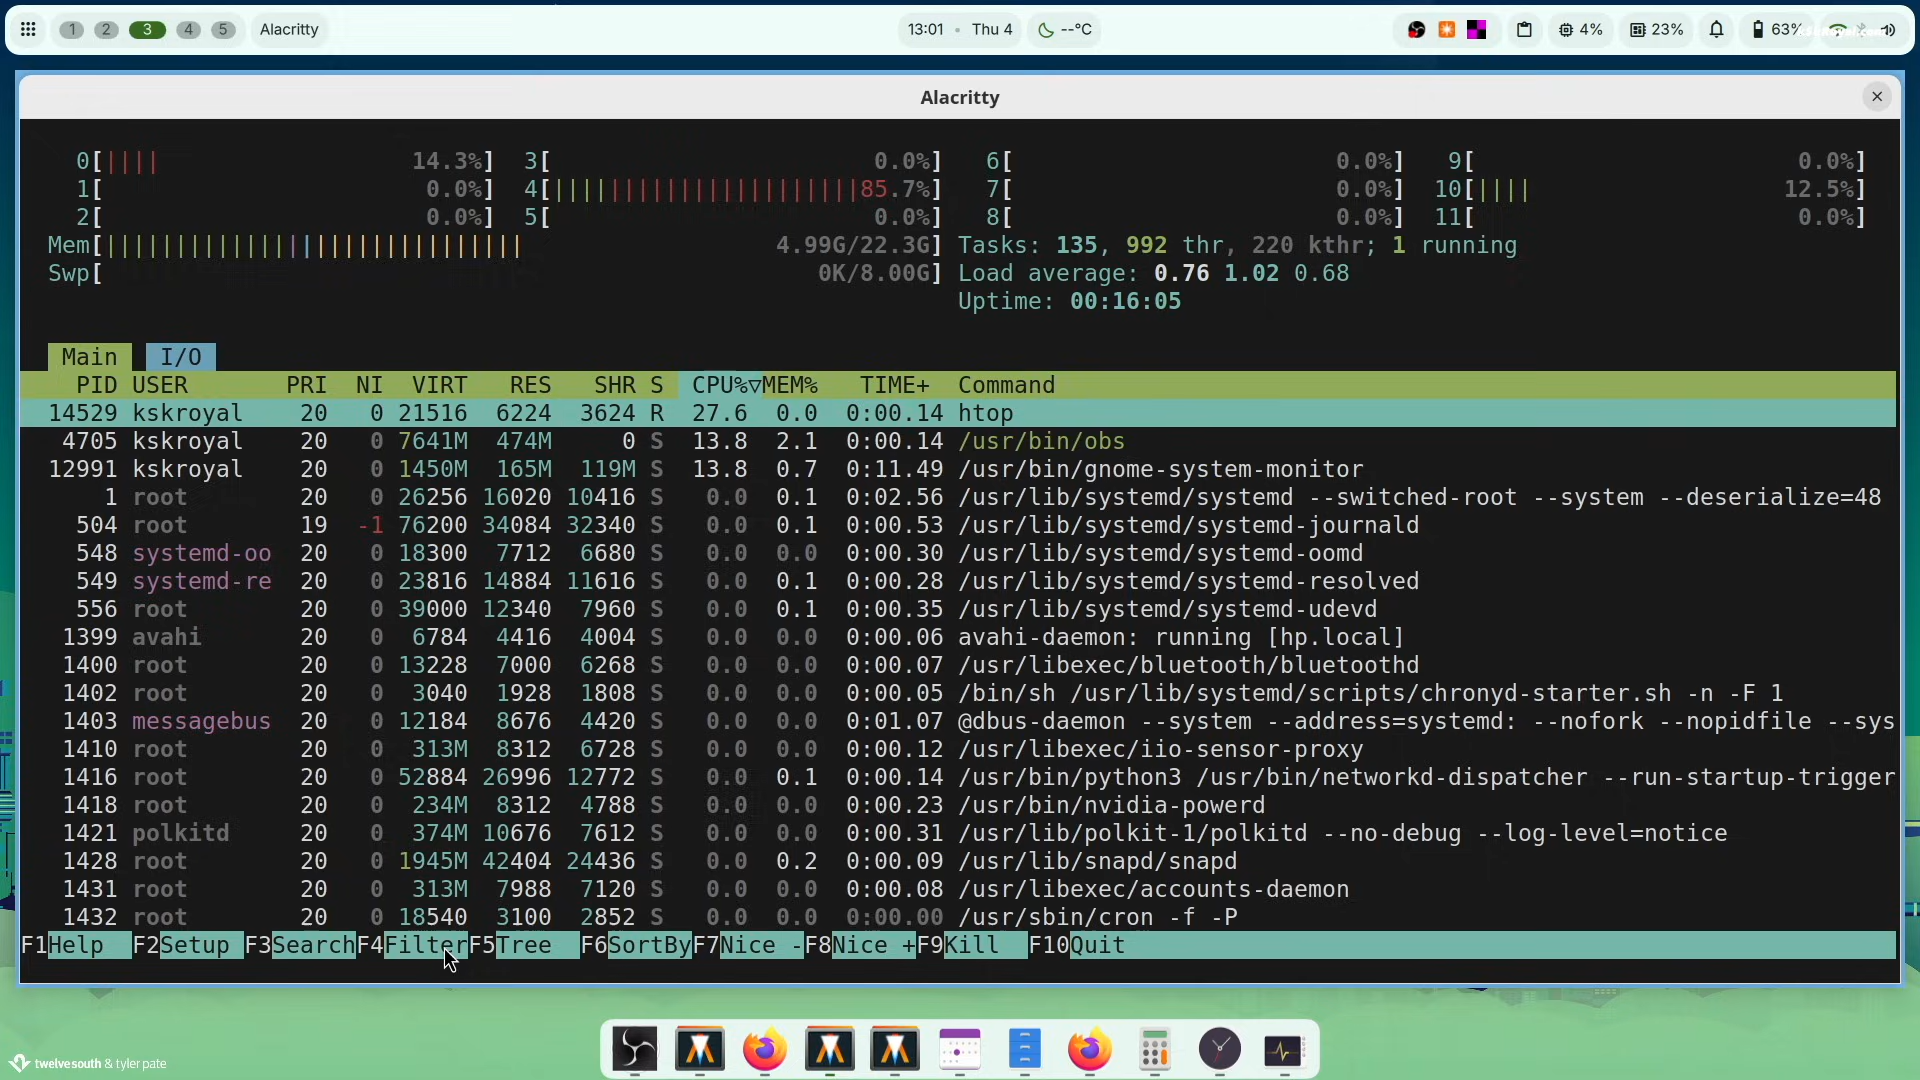 1 2 3 4 5 Alacritty 13:01 • Thu 4 --°C 4% 23% 63%
Alacritty
0[|||| 14.3%] 3[ 0.0%] 6[ 0.0%] 9[ 0.0%]
1[ 0.0%] 4[||||||||||||||||||||||85.7%] 7[ 0.0%] 10[|||| 12.5%]
2[ 0.0%] 5[ 0.0%] 8[ 0.0%] 11[ 0.0%]
Mem[|||||||||||||||||||||||||||||| 4.99G/22.3G] Tasks: 135, 992 thr, 220 kthr; 1 running
Swp[ 0K/8.00G] Load average: 0.76 1.02 0.68
Uptime: 00:16:05
Main I/O
PID USER PRI NI VIRT RES SHR S CPU%▽MEM% TIME+ Command
14529 kskroyal 20 0 21516 6224 3624 R 27.6 0.0 0:00.14 htop
4705 kskroyal 20 0 7641M 474M 0 S 13.8 2.1 0:00.14 /usr/bin/obs
12991 kskroyal 20 0 1450M 165M 119M S 13.8 0.7 0:11.49 /usr/bin/gnome-system-monitor
1 root 20 0 26256 16020 10416 S 0.0 0.1 0:02.56 /usr/lib/systemd/systemd --switched-root --system --deserialize=48
504 root 19 -1 76200 34084 32340 S 0.0 0.1 0:00.53 /usr/lib/systemd/systemd-journald
548 systemd-oo 20 0 18300 7712 6680 S 0.0 0.0 0:00.30 /usr/lib/systemd/systemd-oomd
549 systemd-re 20 0 23816 14884 11616 S 0.0 0.1 0:00.28 /usr/lib/systemd/systemd-resolved
556 root 20 0 39000 12340 7960 S 0.0 0.1 0:00.35 /usr/lib/systemd/systemd-udevd
1399 avahi 20 0 6784 4416 4004 S 0.0 0.0 0:00.06 avahi-daemon: running [hp.local]
1400 root 20 0 13228 7000 6268 S 0.0 0.0 0:00.07 /usr/libexec/bluetooth/bluetoothd
1402 root 20 0 3040 1928 1808 S 0.0 0.0 0:00.05 /bin/sh /usr/lib/systemd/scripts/chronyd-starter.sh -n -F 1
1403 messagebus 20 0 12184 8676 4420 S 0.0 0.0 0:01.07 @dbus-daemon --system --address=systemd: --nofork --nopidfile --sys
1410 root 20 0 313M 8312 6728 S 0.0 0.0 0:00.12 /usr/libexec/iio-sensor-proxy
1416 root 20 0 52884 26996 12772 S 0.0 0.1 0:00.14 /usr/bin/python3 /usr/bin/networkd-dispatcher --run-startup-trigger
1418 root 20 0 234M 8312 4788 S 0.0 0.0 0:00.23 /usr/bin/nvidia-powerd
1421 polkitd 20 0 374M 10676 7612 S 0.0 0.0 0:00.31 /usr/lib/polkit-1/polkitd --no-debug --log-level=notice
1428 root 20 0 1945M 42404 24436 S 0.0 0.2 0:00.09 /usr/lib/snapd/snapd
1431 root 20 0 313M 7988 7120 S 0.0 0.0 0:00.08 /usr/libexec/accounts-daemon
1432 root 20 0 18540 3100 2852 S 0.0 0.0 0:00.00 /usr/sbin/cron -f -P
F1Help F2Setup F3SearchF4FilterF5Tree F6SortByF7Nice -F8Nice +F9Kill F10Quit
twelvesouth & tyler pate